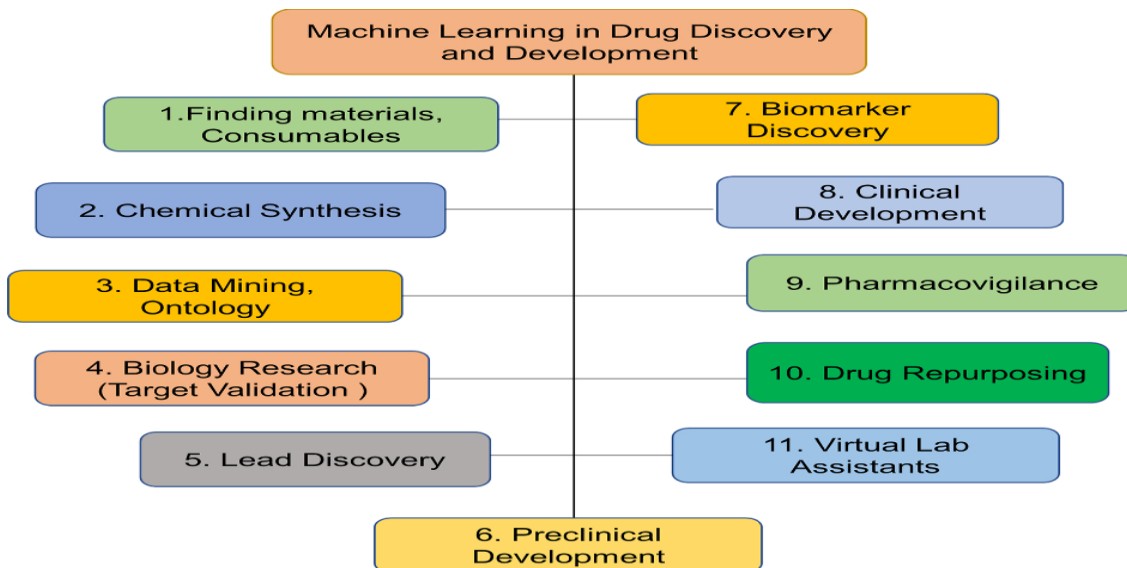 Machine Learning in Drug Discovery
and Development
1.Finding materials,
Consumables
2. Chemical Synthesis
3. Data Mining,
Ontology
4. Biology Research
(Target Validation )
5. Lead Discovery
6. Preclinical
Development
7. Biomarker
Discovery
8. Clinical
Development
9. Pharmacovigilance
10. Drug Repurposing
11. Virtual Lab
Assistants